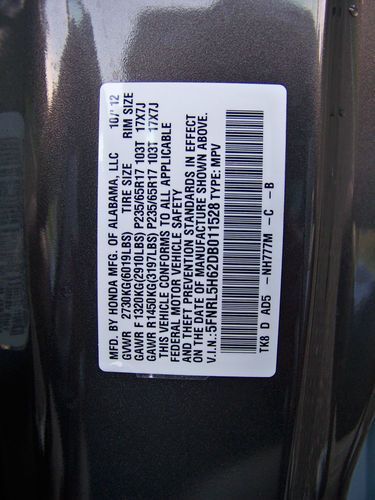 MFD. BY HONDA MFG. OF ALABAMA, LLC 10/12
GVWR 2730KG(6019LBS) TIRE SIZE RIM SIZE
GAWR F 1320KG(2910LBS) P235/65R17 103T 17X7J
GAWR R 1450KG(3197LBS) P235/65R17 103T 17X7J
THIS VEHICLE CONFORMS TO ALL APPLICABLE
FEDERAL MOTOR VEHICLE SAFETY
AND THEFT PREVENTION STANDARDS IN EFFECT
ON THE DATE OF MANUFACTURE SHOWN ABOVE.
V.I.N.:5FNRL5H62DB011528 TYPE: MPV
TK8 D AD5 -NH777M -C -B